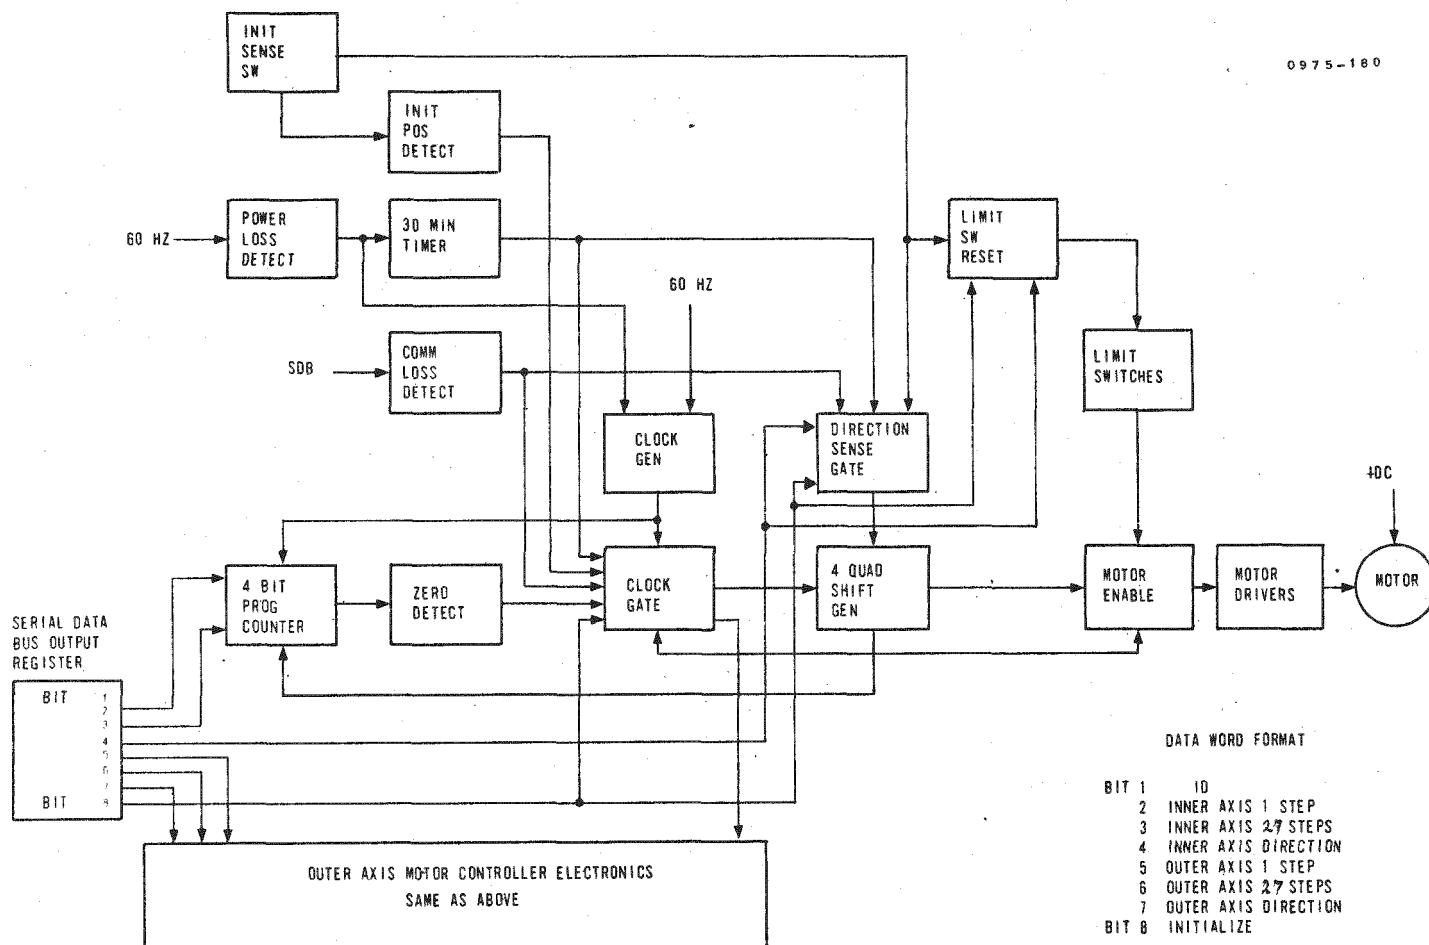 INIT
SENSE
SW
0975-180
INIT
POS
DETECT
POWER
LOSS
DETECT
30 MIN
TIMER
LIMIT
SW
RESET
60 HZ
60 HZ
SDB
COMM
LOSS
DETECT
LIMIT
SWITCHES
CLOCK
GEN
DIRECTION
SENSE
GATE
+DC
4 BIT
PROG
COUNTER
ZERO
DETECT
CLOCK
GATE
4 QUAD
SHIFT
GEN
MOTOR
ENABLE
MOTOR
DRIVERS
MOTOR
SERIAL DATA
BUS OUTPUT
REGISTER
BIT 1
2
3
4
5
6
7
BIT 8
OUTER AXIS MOTOR CONTROLLER ELECTRONICS
SAME AS ABOVE
DATA WORD FORMAT
BIT 1 ID
2 INNER AXIS 1 STEP
3 INNER AXIS 27 STEPS
4 INNER AXIS DIRECTION
5 OUTER AXIS 1 STEP
6 OUTER AXIS 27 STEPS
7 OUTER AXIS DIRECTION
BIT 8 INITIALIZE